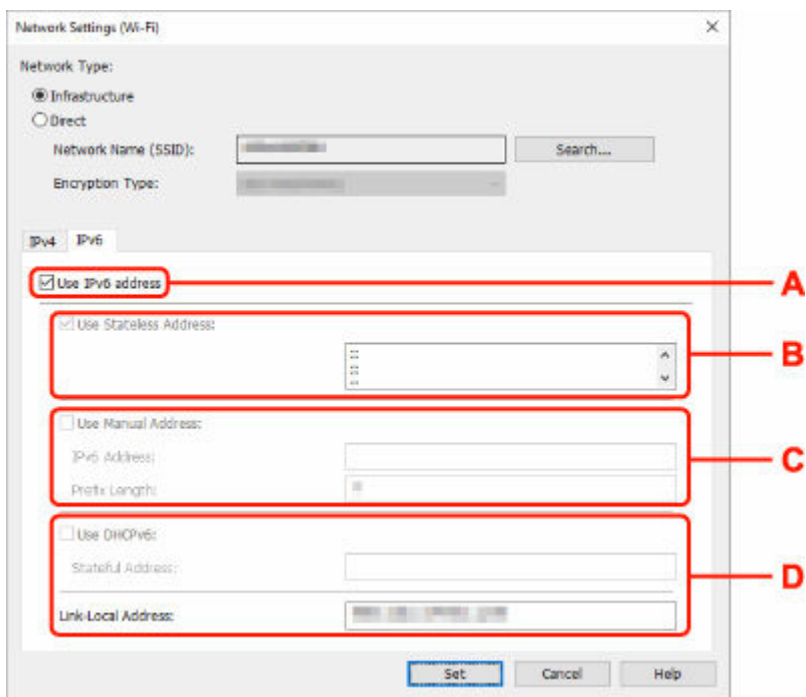 Network Settings (Wi-Fi)
Network Type:
Infrastructure
Direct
Network Name (SSID):
Search....
Encryption Type:
IPv4 IPv6
Use IPv6 address
A
Use Stateless Address:
::
::
::
B
Use Manual Address:
IPv6 Address:
Prefix Length:
C
Use DHCPv6:
Stateful Address:
D
Link-Local Address:
Set Cancel Help